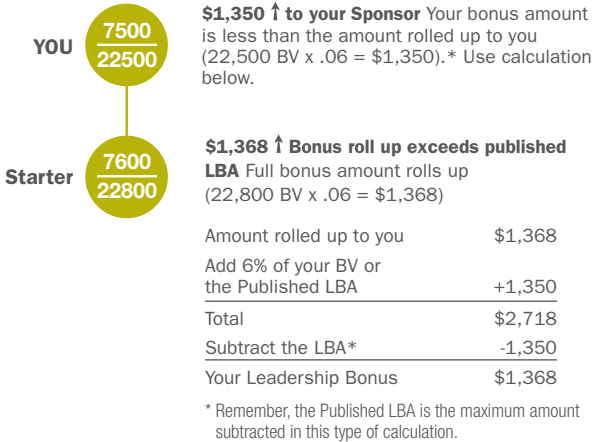 $1,350 ↑ to your Sponsor Your bonus amount
is less than the amount rolled up to you
(22,500 BV x .06 = $1,350).* Use calculation
below.
YOU
7500
22500
$1,368 ↑ Bonus roll up exceeds published
LBA Full bonus amount rolls up
(22,800 BV x .06 = $1,368)
Starter
7600
22800
Amount rolled up to you $1,368
Add 6% of your BV or
the Published LBA +1,350
Total $2,718
Subtract the LBA* -1,350
Your Leadership Bonus $1,368
* Remember, the Published LBA is the maximum amount
subtracted in this type of calculation.